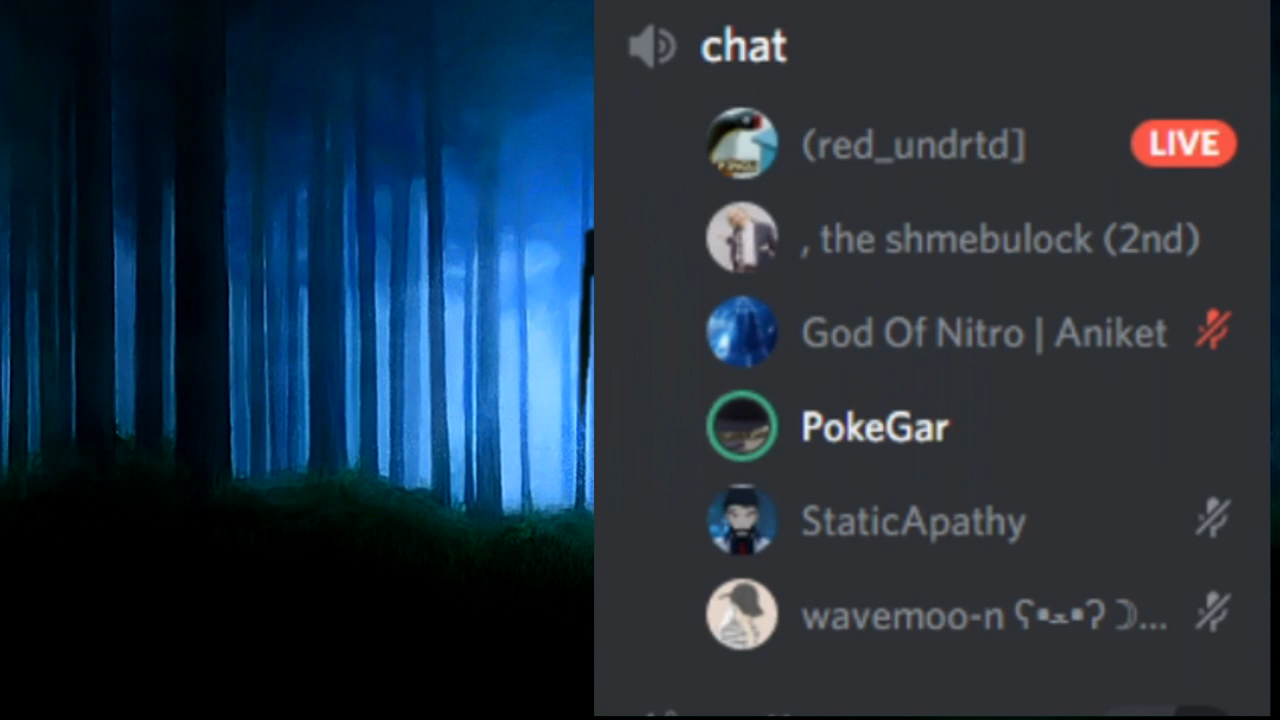 chat
(red_undrtd]
LIVE
, the shmebulock (2nd)
God Of Nitro | Aniket
PokeGar
StaticApathy
wavemoo-n ʕ•ﻌ•ʔ ☽...